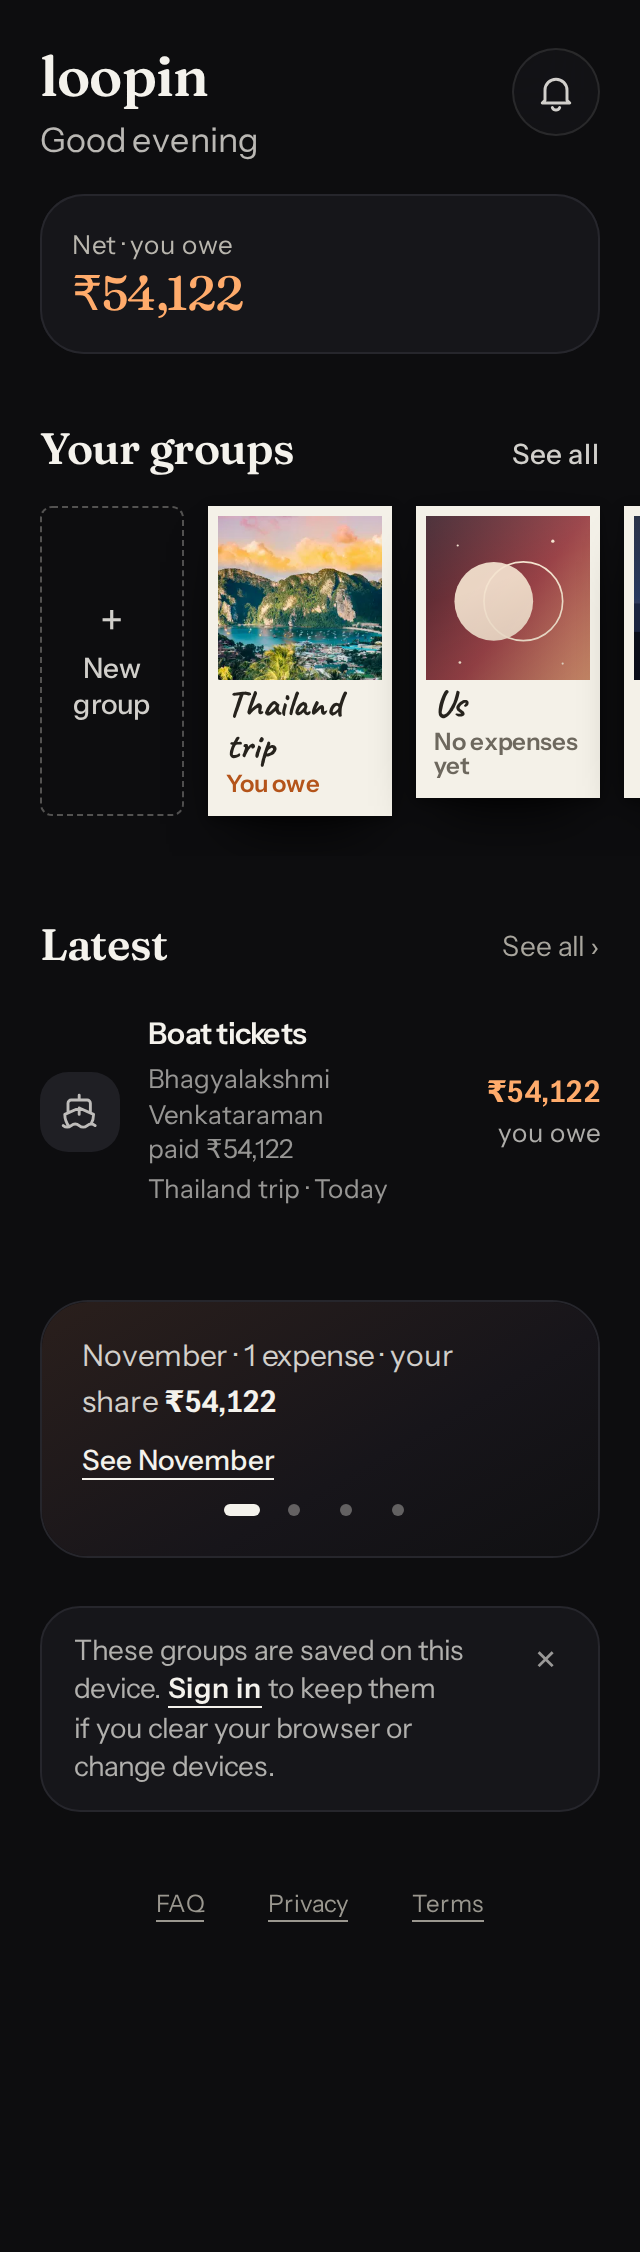 loopin
Good evening
Net · you owe
₹54,122
Your groups
See all
+
New
group
Thailand
trip
You owe
Us
No expenses
yet
Latest
See all ›
Boat tickets
Bhagyalakshmi
Venkataraman
paid ₹54,122
Thailand trip · Today
₹54,122
you owe
November · 1 expense · your
share ₹54,122
See November
These groups are saved on this
device. Sign in to keep them
if you clear your browser or
change devices.
×
FAQ
Privacy
Terms